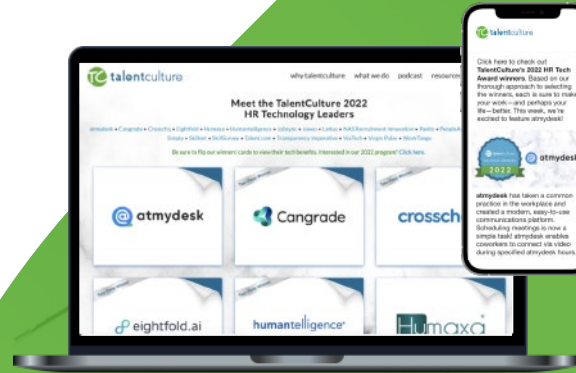 talentculture
why talentculture what we do podcast resources
Meet the TalentCulture 2022
HR Technology Leaders
atmydesk • Cangrade • Crosschq • Eightfold • Humaxa • Humantelligence • Jobsync •
• NAS Recruitment Innovation •
• Talent.com • Transparency Imperative •
Be sure to flip our winners' cards to view their tech benefits. Interested in our 2022 program? Click here.
@ atmydesk
Cangrade
crossch
eightfold.ai
humantelligence
Humaxa
talentculture
Click here to check out
TalentCulture's 2022 HR Tech
Award winners. Based on our
thorough approach to selecting
the winners, each is sure to make
your work—and perhaps your
life—better. This week, we're
excited to feature atmydesk!
2022
@ atmydesk
atmydesk has taken a common
practice in the workplace and
created a modern, easy-to-use
communications platform.
Scheduling meetings is now a
simple task! atmydesk enables
coworkers to connect via video
during specified atmydesk hours.